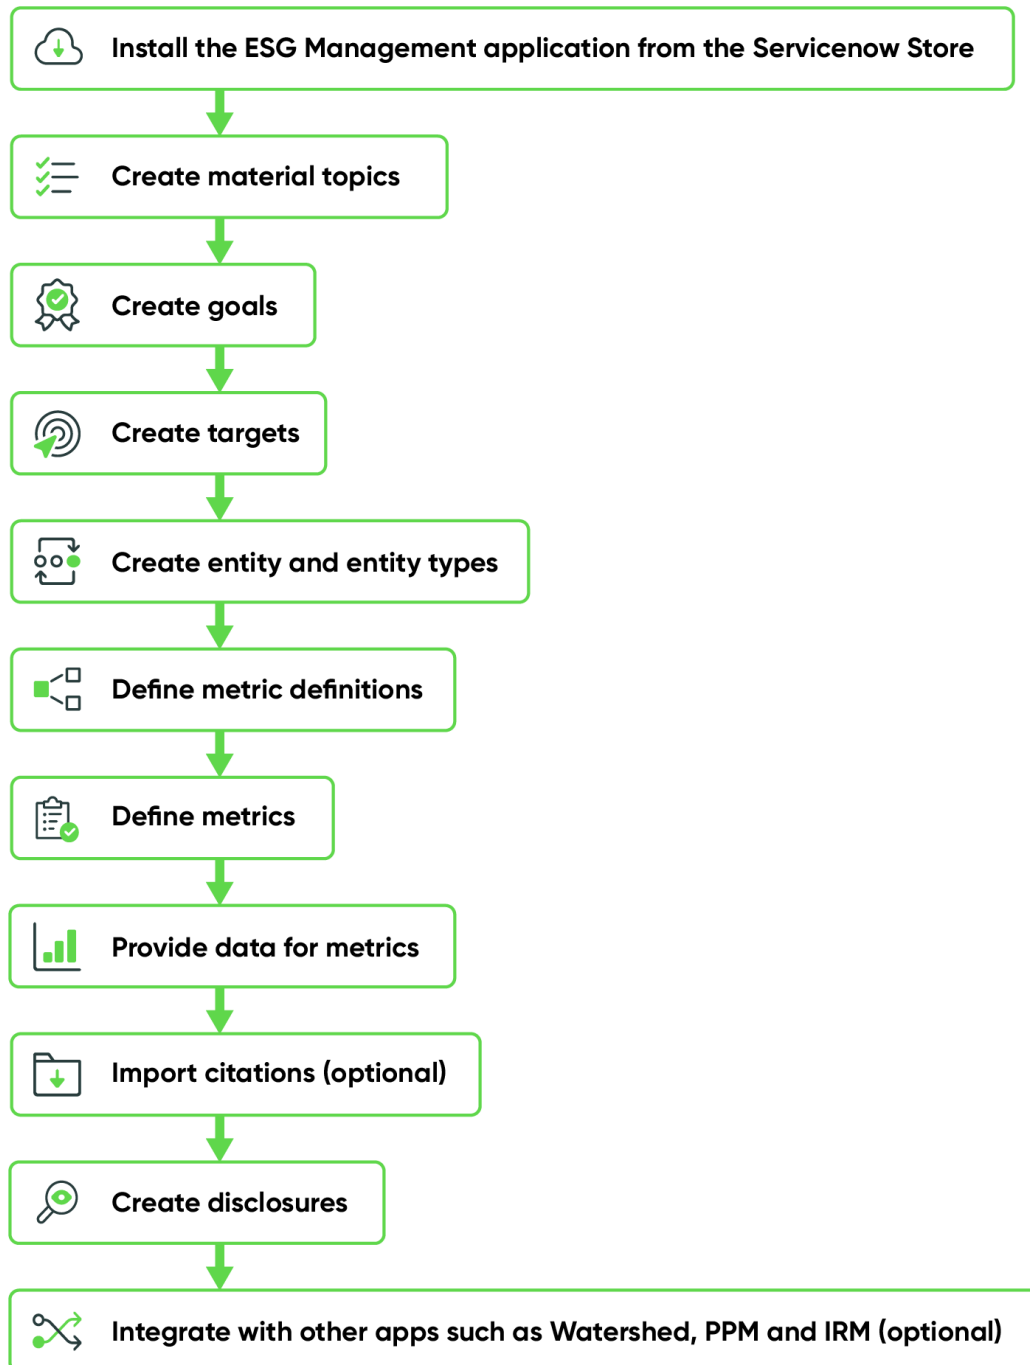 Install the ESG Management application from the Servicenow Store
Create material topics
Create goals
Create targets
Create entity and entity types
Define metric definitions
Define metrics
Provide data for metrics
Import citations (optional)
Create disclosures
Integrate with other apps such as Watershed, PPM and IRM (optional)